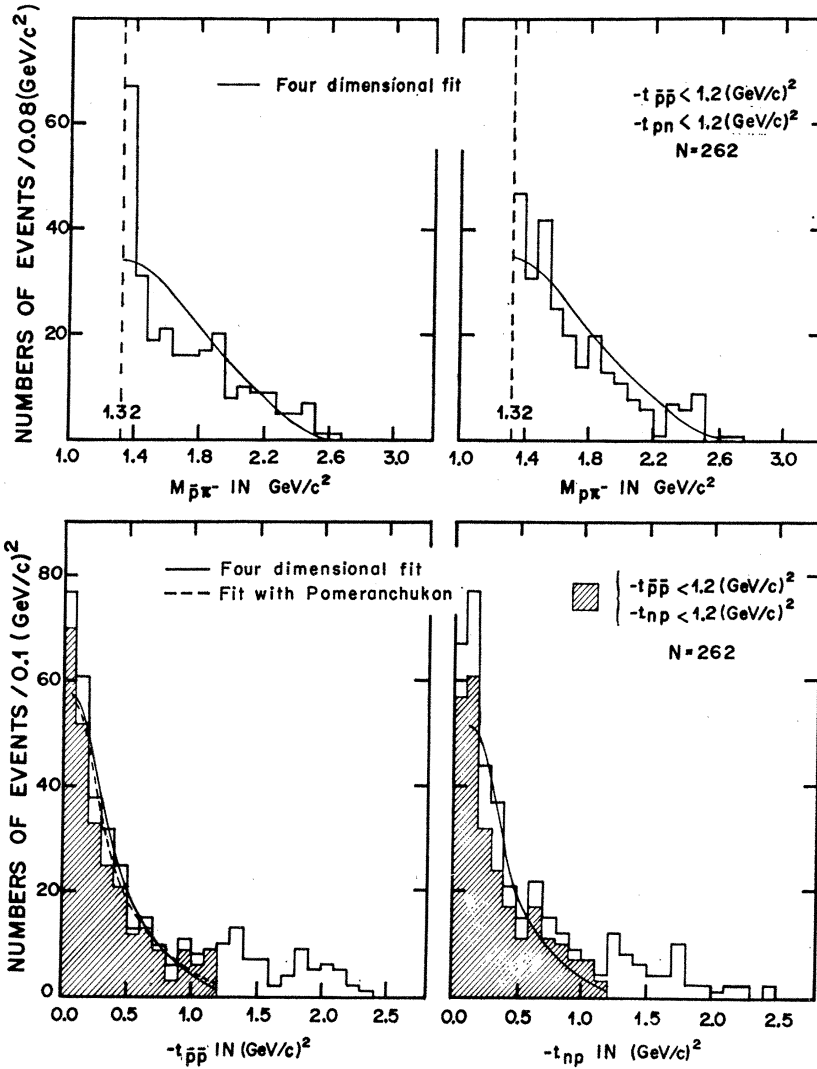 NUMBERS OF EVENTS / 0.08(GeV/c)²
60
40
20
1.32
1.0 1.4 1.8 2.2 2.6 3.0
M p̄π⁻ IN GeV/c²
Four dimensional fit
-t p̄p̄ < 1.2 (GeV/c)²
-t pn < 1.2 (GeV/c)²
N=262
1.32
1.0 1.4 1.8 2.2 2.6 3.0
M pπ⁻ IN GeV/c²
NUMBERS OF EVENTS / 0.1 (GeV/c)²
80
60
40
20
0
0.0 0.5 1.0 1.5 2.0 2.5
-t p̄p̄ IN (GeV/c)²
Four dimensional fit
Fit with Pomeranchukon
-t p̄p̄ < 1.2 (GeV/c)²
-t np < 1.2 (GeV/c)²
N=262
0.0 0.5 1.0 1.5 2.0 2.5
-t np IN (GeV/c)²